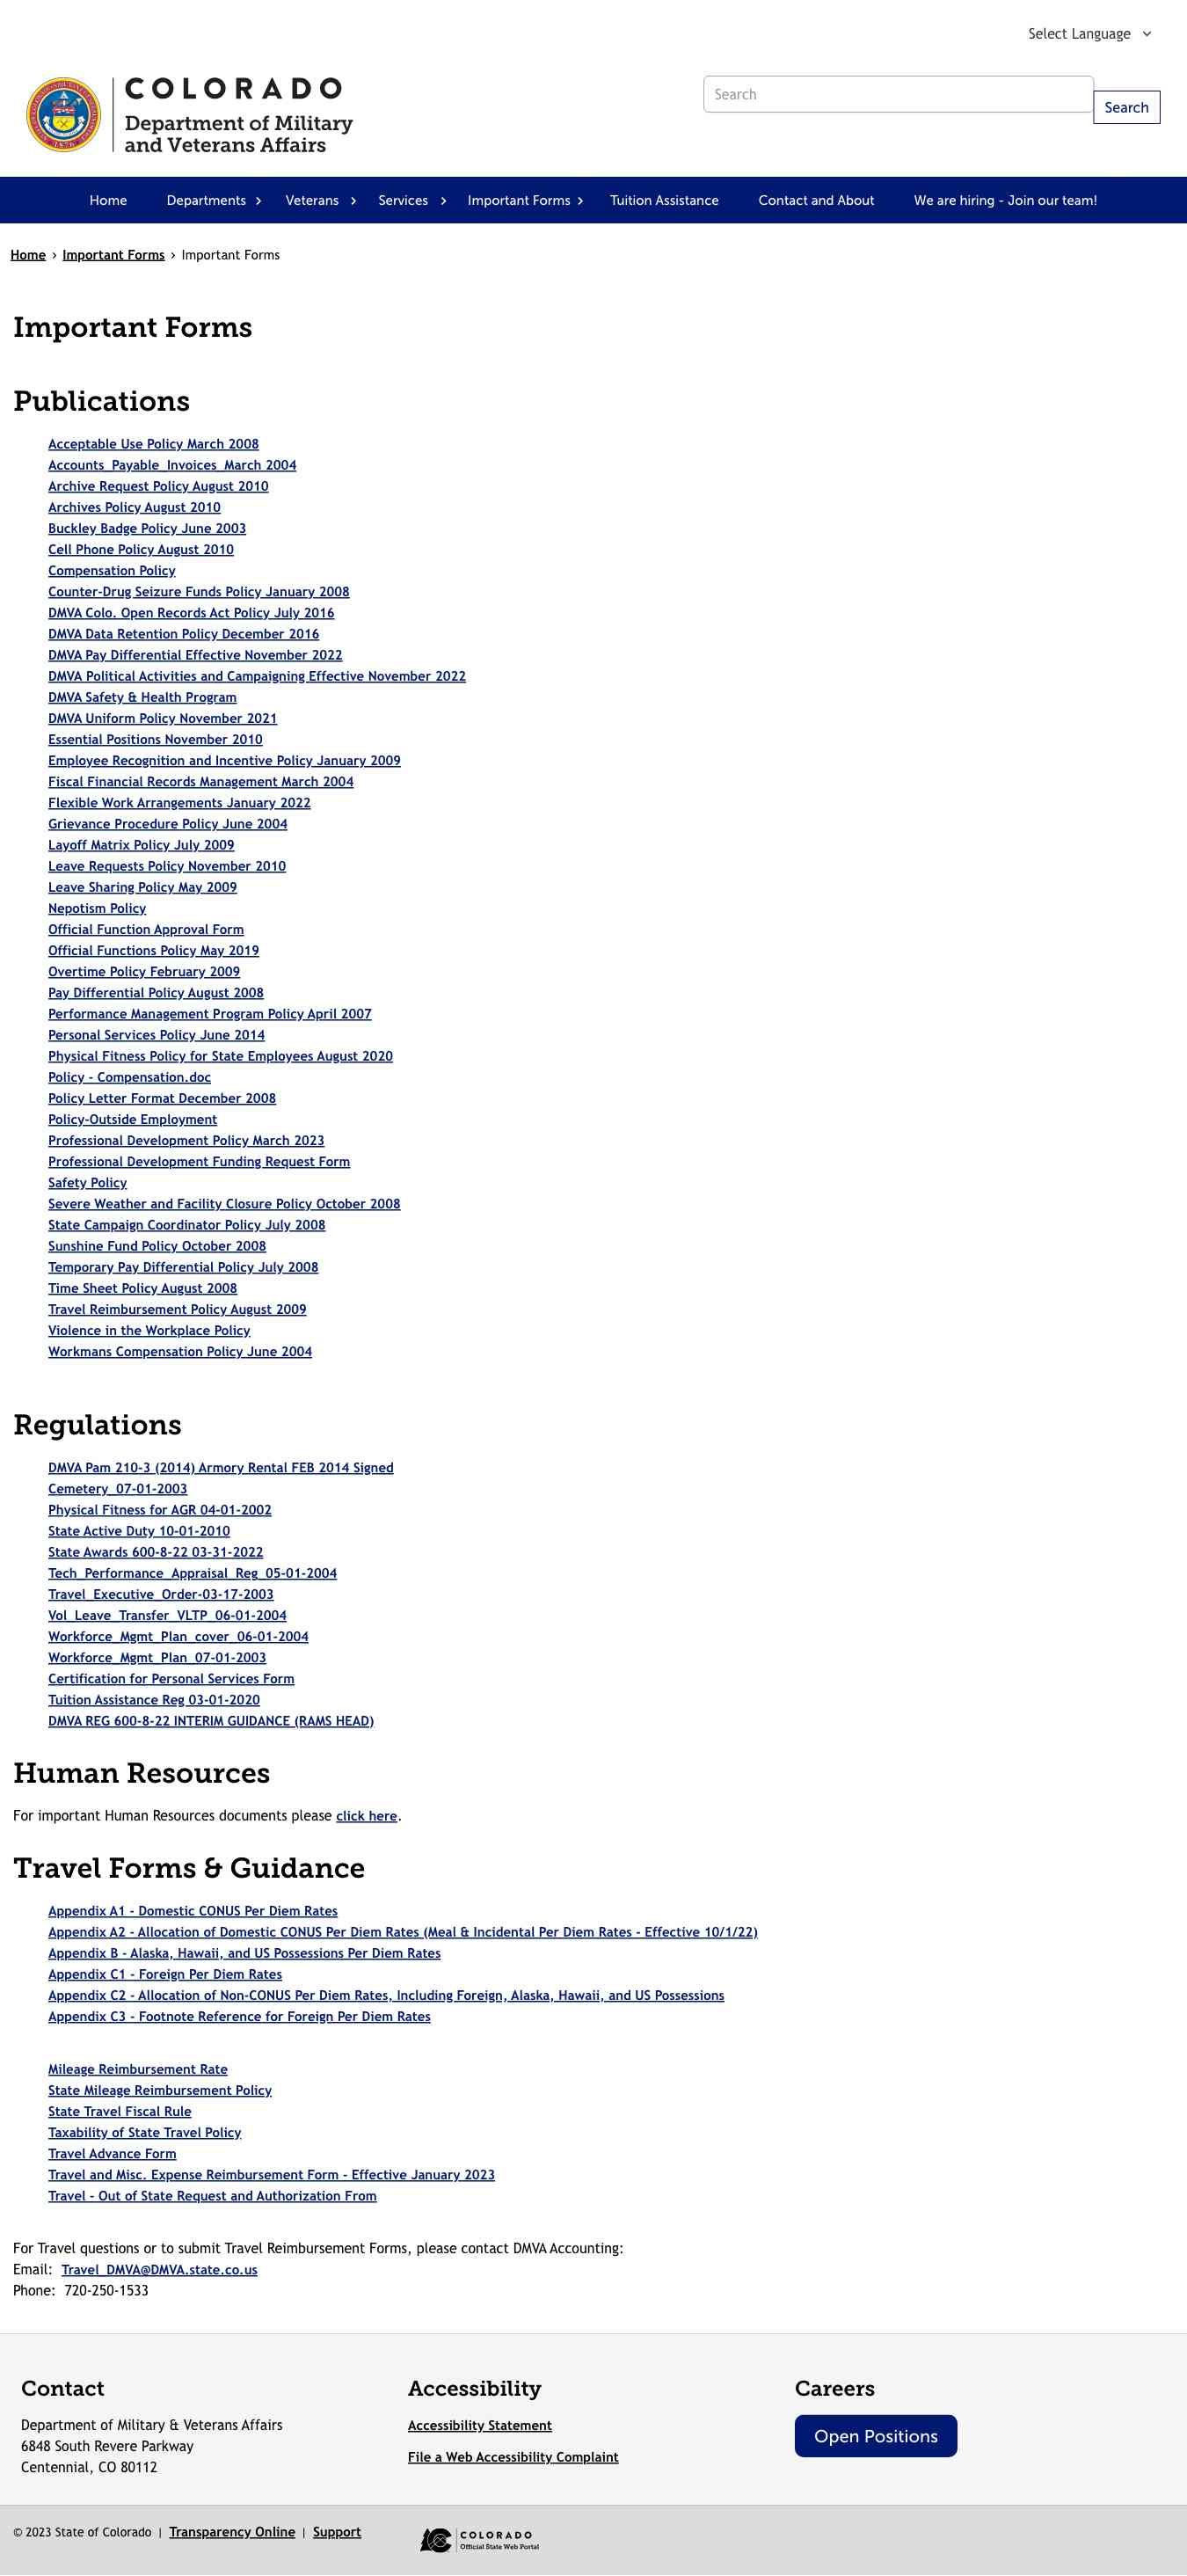 Select Language
COLORADO
Department of Military
and Veterans Affairs
1876
Search
Search
Home Departments Veterans Services Important Forms Tuition Assistance Contact and About We are hiring - Join our team!
Home › Important Forms › Important Forms
Important Forms
Publications
Acceptable Use Policy March 2008
Accounts_Payable_Invoices_March 2004
Archive Request Policy August 2010
Archives Policy August 2010
Buckley Badge Policy June 2003
Cell Phone Policy August 2010
Compensation Policy
Counter-Drug Seizure Funds Policy January 2008
DMVA Colo. Open Records Act Policy July 2016
DMVA Data Retention Policy December 2016
DMVA Pay Differential Effective November 2022
DMVA Political Activities and Campaigning Effective November 2022
DMVA Safety & Health Program
DMVA Uniform Policy November 2021
Essential Positions November 2010
Employee Recognition and Incentive Policy January 2009
Fiscal Financial Records Management March 2004
Flexible Work Arrangements January 2022
Grievance Procedure Policy June 2004
Layoff Matrix Policy July 2009
Leave Requests Policy November 2010
Leave Sharing Policy May 2009
Nepotism Policy
Official Function Approval Form
Official Functions Policy May 2019
Overtime Policy February 2009
Pay Differential Policy August 2008
Performance Management Program Policy April 2007
Personal Services Policy June 2014
Physical Fitness Policy for State Employees August 2020
Policy - Compensation.doc
Policy Letter Format December 2008
Policy-Outside Employment
Professional Development Policy March 2023
Professional Development Funding Request Form
Safety Policy
Severe Weather and Facility Closure Policy October 2008
State Campaign Coordinator Policy July 2008
Sunshine Fund Policy October 2008
Temporary Pay Differential Policy July 2008
Time Sheet Policy August 2008
Travel Reimbursement Policy August 2009
Violence in the Workplace Policy
Workmans Compensation Policy June 2004
Regulations
DMVA Pam 210-3 (2014) Armory Rental FEB 2014 Signed
Cemetery_07-01-2003
Physical Fitness for AGR 04-01-2002
State Active Duty 10-01-2010
State Awards 600-8-22 03-31-2022
Tech_Performance_Appraisal_Reg_05-01-2004
Travel_Executive_Order-03-17-2003
Vol_Leave_Transfer_VLTP_06-01-2004
Workforce_Mgmt_Plan_cover_06-01-2004
Workforce_Mgmt_Plan_07-01-2003
Certification for Personal Services Form
Tuition Assistance Reg 03-01-2020
DMVA REG 600-8-22 INTERIM GUIDANCE (RAMS HEAD)
Human Resources
For important Human Resources documents please click here.
Travel Forms & Guidance
Appendix A1 - Domestic CONUS Per Diem Rates
Appendix A2 - Allocation of Domestic CONUS Per Diem Rates (Meal & Incidental Per Diem Rates - Effective 10/1/22)
Appendix B - Alaska, Hawaii, and US Possessions Per Diem Rates
Appendix C1 - Foreign Per Diem Rates
Appendix C2 - Allocation of Non-CONUS Per Diem Rates, Including Foreign, Alaska, Hawaii, and US Possessions
Appendix C3 - Footnote Reference for Foreign Per Diem Rates
Mileage Reimbursement Rate
State Mileage Reimbursement Policy
State Travel Fiscal Rule
Taxability of State Travel Policy
Travel Advance Form
Travel and Misc. Expense Reimbursement Form - Effective January 2023
Travel - Out of State Request and Authorization From
For Travel questions or to submit Travel Reimbursement Forms, please contact DMVA Accounting:
Email: Travel_DMVA@DMVA.state.co.us
Phone: 720-250-1533
Contact
Department of Military & Veterans Affairs
6848 South Revere Parkway
Centennial, CO 80112
Accessibility
Accessibility Statement
File a Web Accessibility Complaint
Careers
Open Positions
© 2023 State of Colorado | Transparency Online | Support
COLORADO
Official State Web Portal